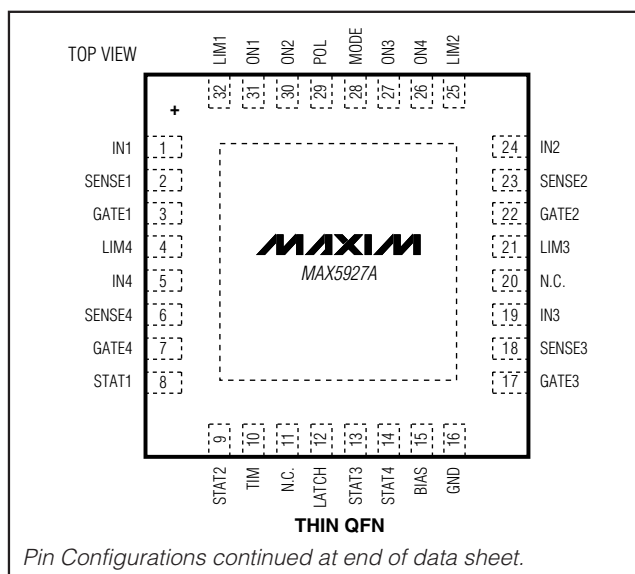 TOP VIEW
LIM1
ON1
ON2
POL
MODE
ON3
ON4
LIM2
32
31
30
29
28
27
26
25
+
IN1 1
SENSE1 2
GATE1 3
LIM4 4
IN4 5
SENSE4 6
GATE4 7
STAT1 8
MAXIM
MAX5927A
24 IN2
23 SENSE2
22 GATE2
21 LIM3
20 N.C.
19 IN3
18 SENSE3
17 GATE3
9
10
11
12
13
14
15
16
STAT2
TIM
N.C.
LATCH
STAT3
STAT4
BIAS
GND
THIN QFN
Pin Configurations continued at end of data sheet.